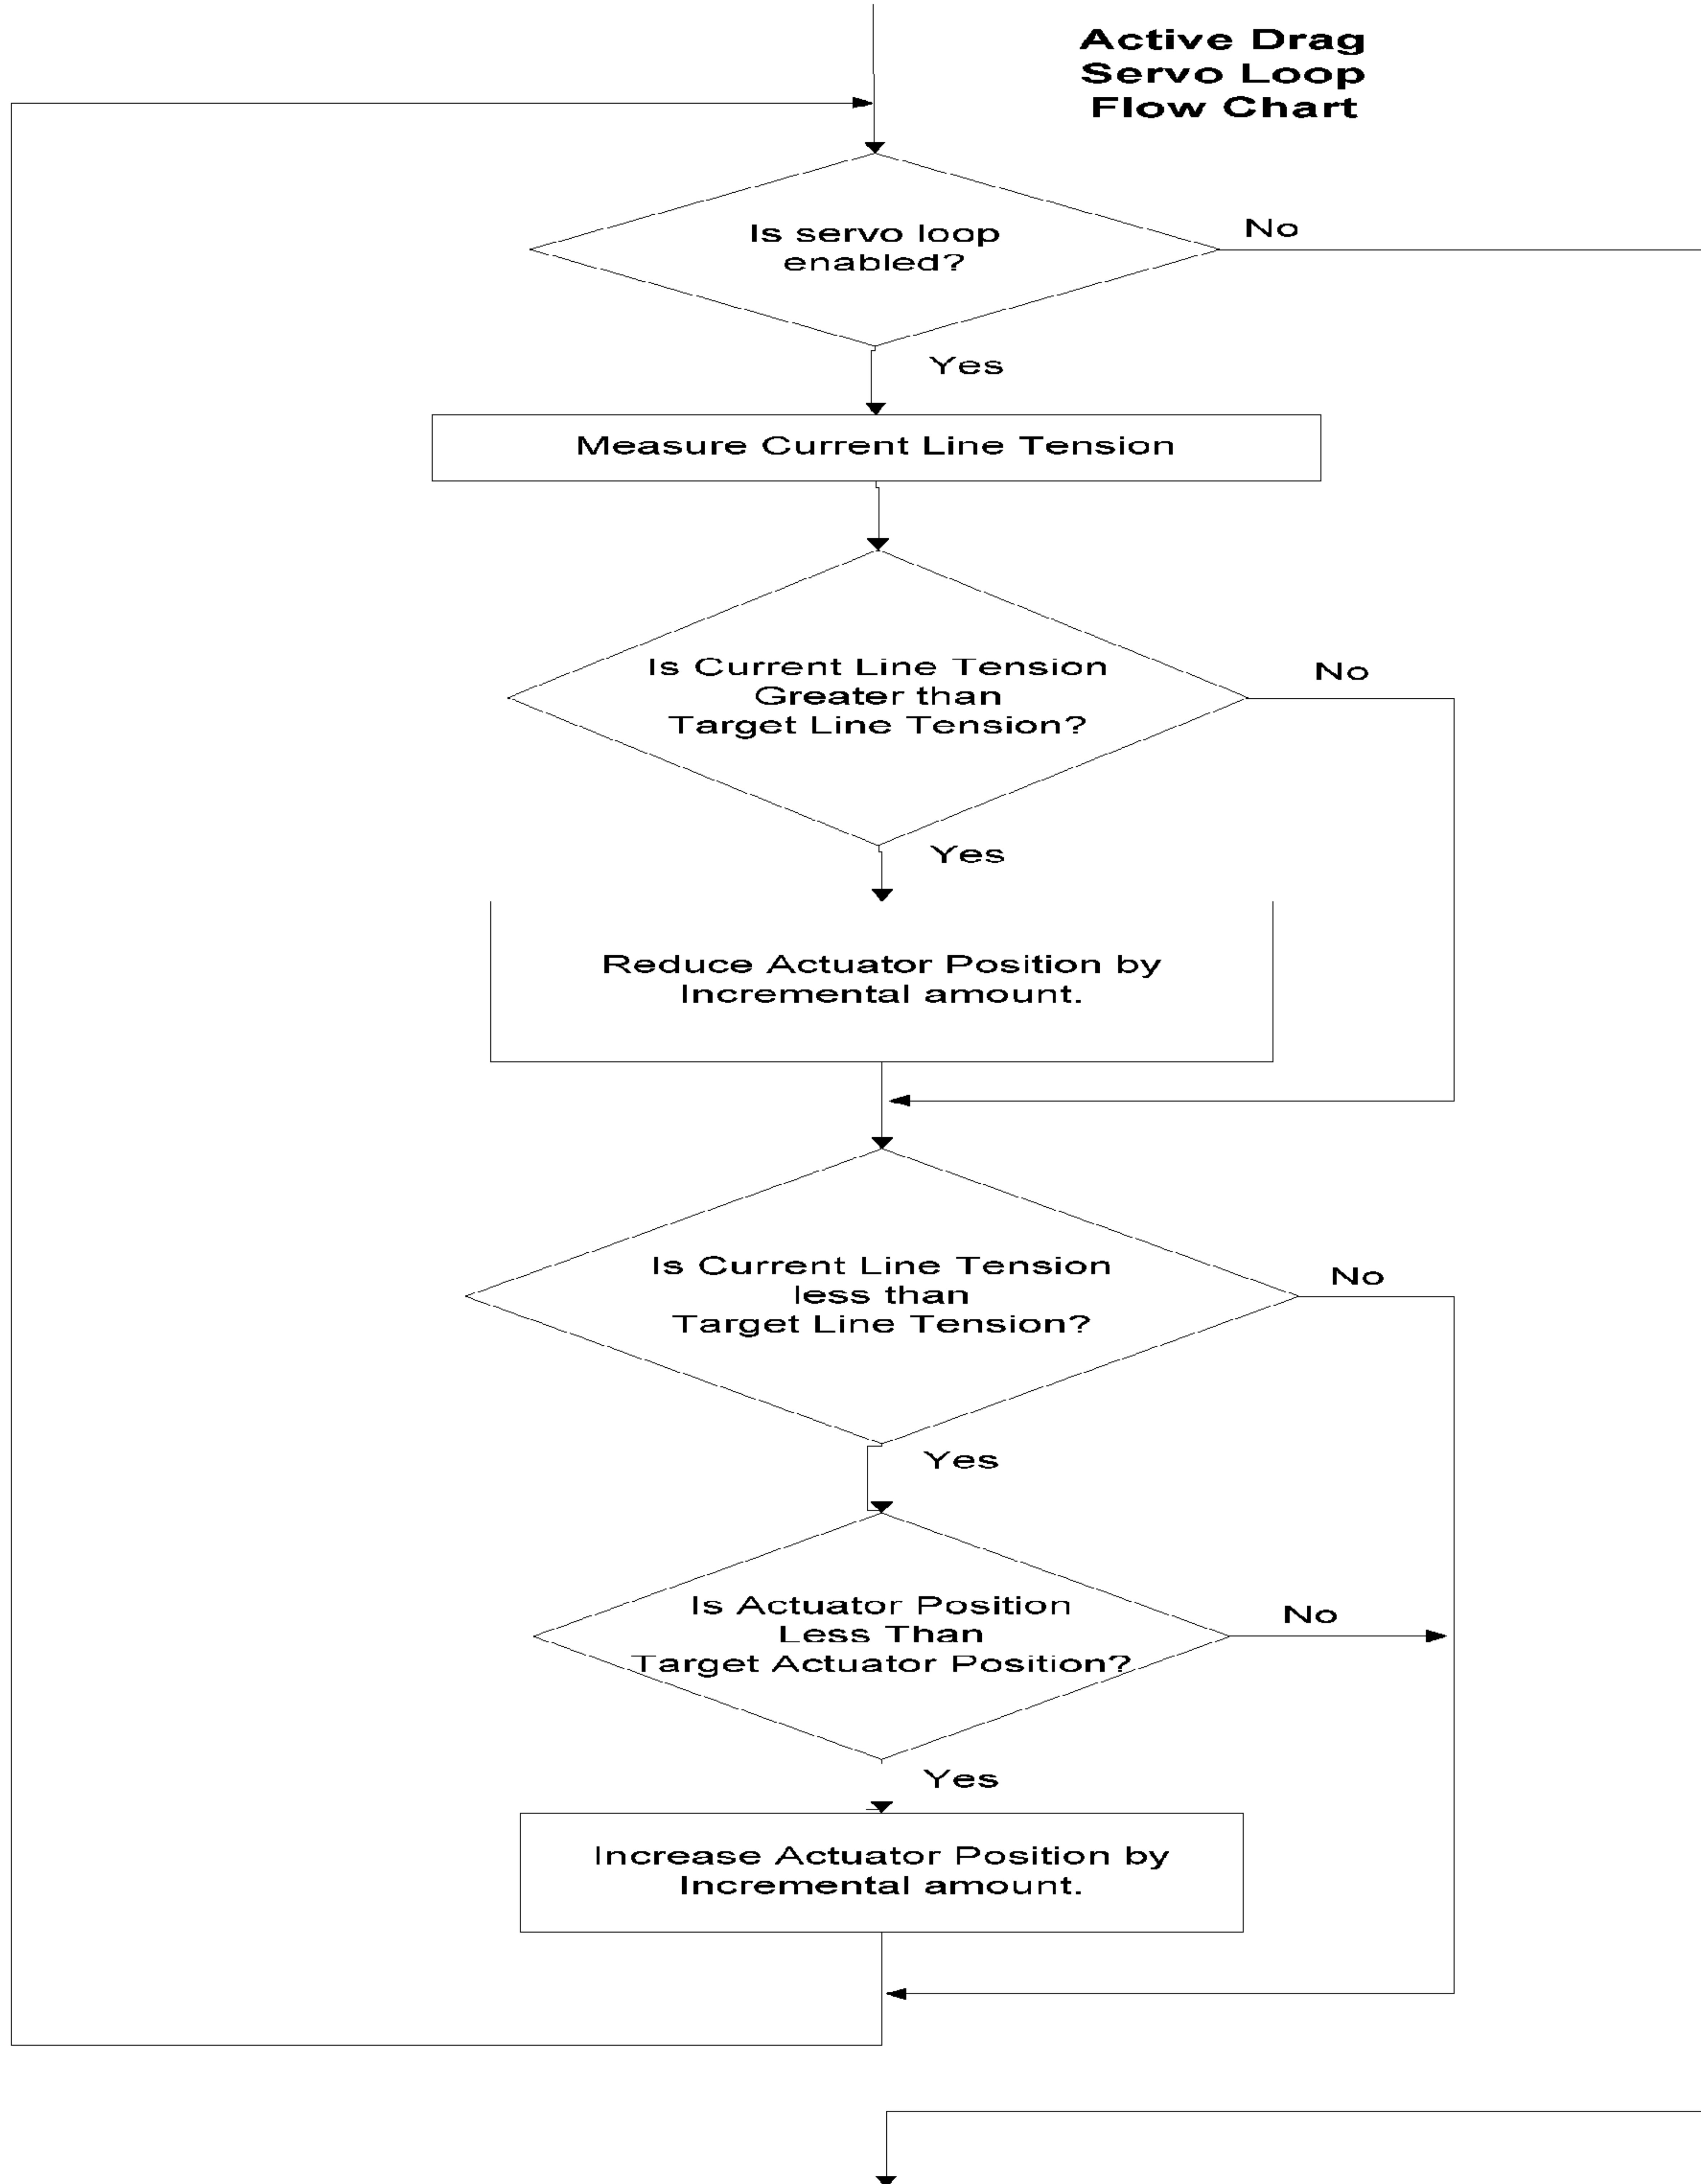 Active Drag
Servo Loop
Flow Chart
Is servo loop
enabled?
No
Yes
Measure Current Line Tension
Is Current Line Tension
Greater than
Target Line Tension?
No
Yes
Reduce Actuator Position by
Incremental amount.
Is Current Line Tension
less than
Target Line Tension?
No
Yes
Is Actuator Position
Less Than
Target Actuator Position?
No
Yes
Increase Actuator Position by
Incremental amount.